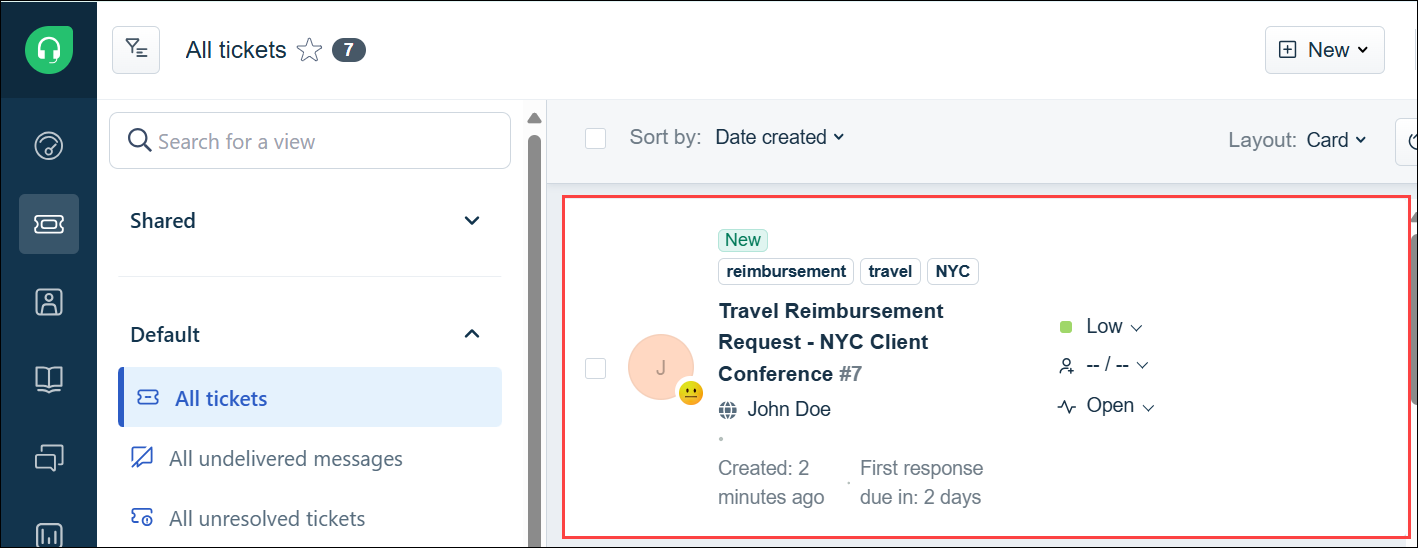 All tickets 7
New
Search for a view
Shared
Default
All tickets
All undelivered messages
All unresolved tickets
Sort by: Date created
Layout: Card
New
reimbursement travel NYC
Travel Reimbursement
Request - NYC Client
Conference #7
J
John Doe
Created: 2
minutes ago
First response
due in: 2 days
Low
-- / --
Open